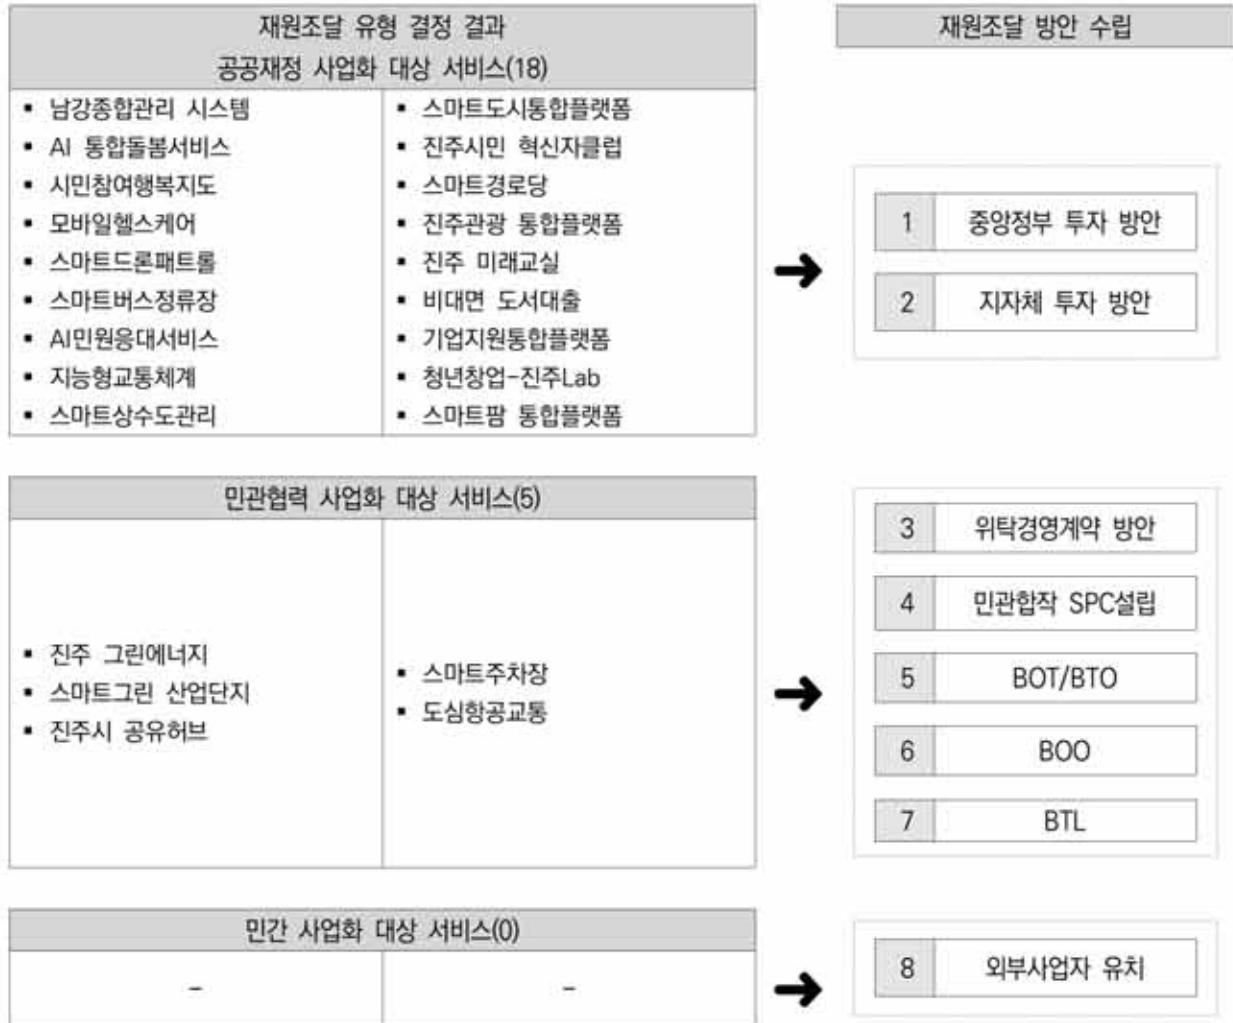 재원조달 유형 결정 결과
공공재정 사업화 대상 서비스(18)
▪ 남강종합관리 시스템
▪ AI 통합돌봄서비스
▪ 시민참여행복지도
▪ 모바일헬스케어
▪ 스마트드론패트롤
▪ 스마트버스정류장
▪ AI민원응대서비스
▪ 지능형교통체계
▪ 스마트상수도관리
▪ 스마트도시통합플랫폼
▪ 진주시민 혁신자클럽
▪ 스마트경로당
▪ 진주관광 통합플랫폼
▪ 진주 미래교실
▪ 비대면 도서대출
▪ 기업지원통합플랫폼
▪ 청년창업-진주Lab
▪ 스마트팜 통합플랫폼
재원조달 방안 수립
1 중앙정부 투자 방안
2 지자체 투자 방안
민관협력 사업화 대상 서비스(5)
▪ 진주 그린에너지
▪ 스마트그린 산업단지
▪ 진주시 공유허브
▪ 스마트주차장
▪ 도심항공교통
3 위탁경영계약 방안
4 민관합작 SPC설립
5 BOT/BTO
6 BOO
7 BTL
민간 사업화 대상 서비스(0)
- -
8 외부사업자 유치